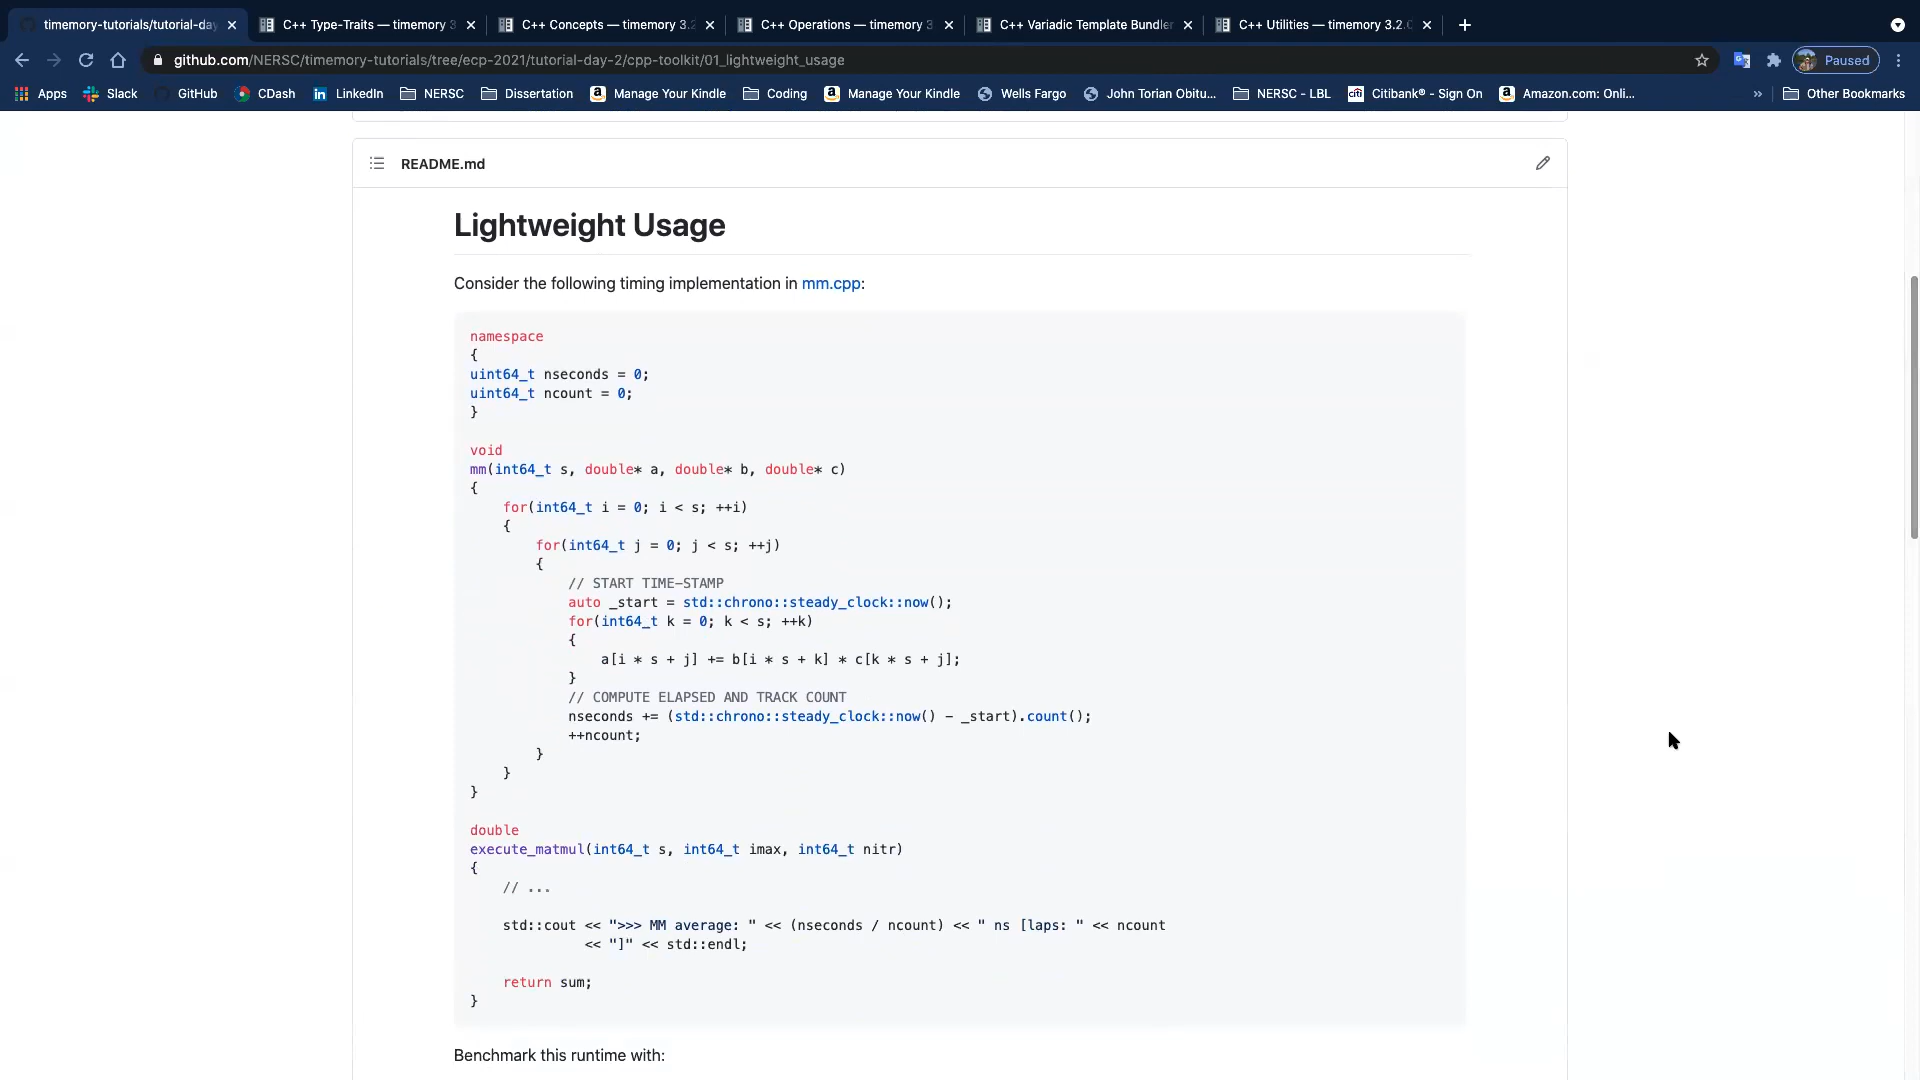 timemory-tutorials/tutorial-day
C++ Type-Traits — timemory 3
C++ Concepts — timemory 3.2
C++ Operations — timemory 3
C++ Variadic Template Bundler
C++ Utilities — timemory 3.2.0
github.com/NERSC/timemory-tutorials/tree/ecp-2021/tutorial-day-2/cpp-toolkit/01_lightweight_usage
Paused
Apps
Slack
GitHub
CDash
LinkedIn
NERSC
Dissertation
Manage Your Kindle
Coding
Manage Your Kindle
Wells Fargo
John Torian Obitu...
NERSC - LBL
Citibank® - Sign On
Amazon.com: Onli...
»
Other Bookmarks
README.md
Lightweight Usage
Consider the following timing implementation in mm.cpp:
namespace
{
uint64_t nseconds = 0;
uint64_t ncount = 0;
}
void
mm(int64_t s, double* a, double* b, double* c)
{
for(int64_t i = 0; i < s; ++i)
{
for(int64_t j = 0; j < s; ++j)
{
// START TIME-STAMP
auto _start = std::chrono::steady_clock::now();
for(int64_t k = 0; k < s; ++k)
{
a[i * s + j] += b[i * s + k] * c[k * s + j];
}
// COMPUTE ELAPSED AND TRACK COUNT
nseconds += (std::chrono::steady_clock::now() - _start).count();
++ncount;
}
}
}
double
execute_matmul(int64_t s, int64_t imax, int64_t nitr)
{
// ...
std::cout << ">>> MM average: " << (nseconds / ncount) << " ns [laps: " << ncount
<< "]" << std::endl;
return sum;
}
Benchmark this runtime with: